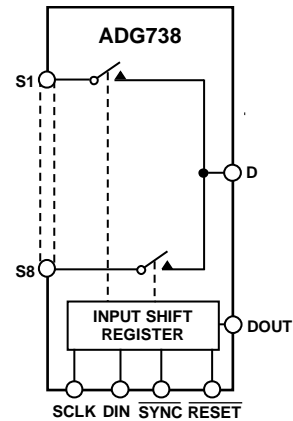 ADG738
S1
D
S8
INPUT SHIFT
REGISTER
DOUT
SCLK DIN SYNC RESET